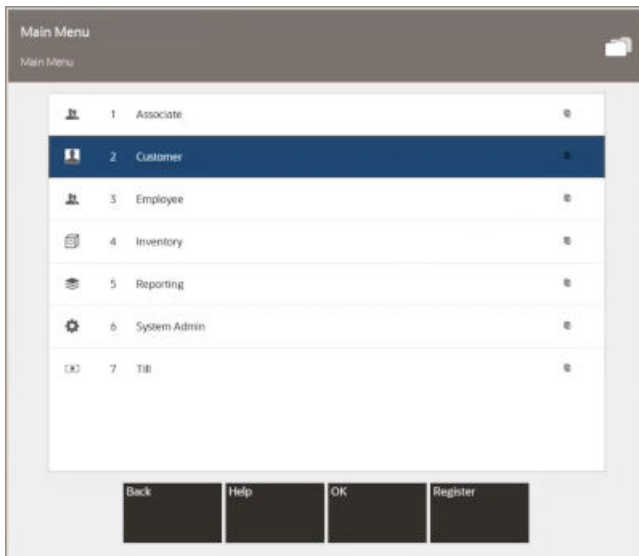 Main Menu
Main Menu
1 Associate
2 Customer
3 Employee
4 Inventory
5 Reporting
6 System Admin
7 Till
Back Help OK Register